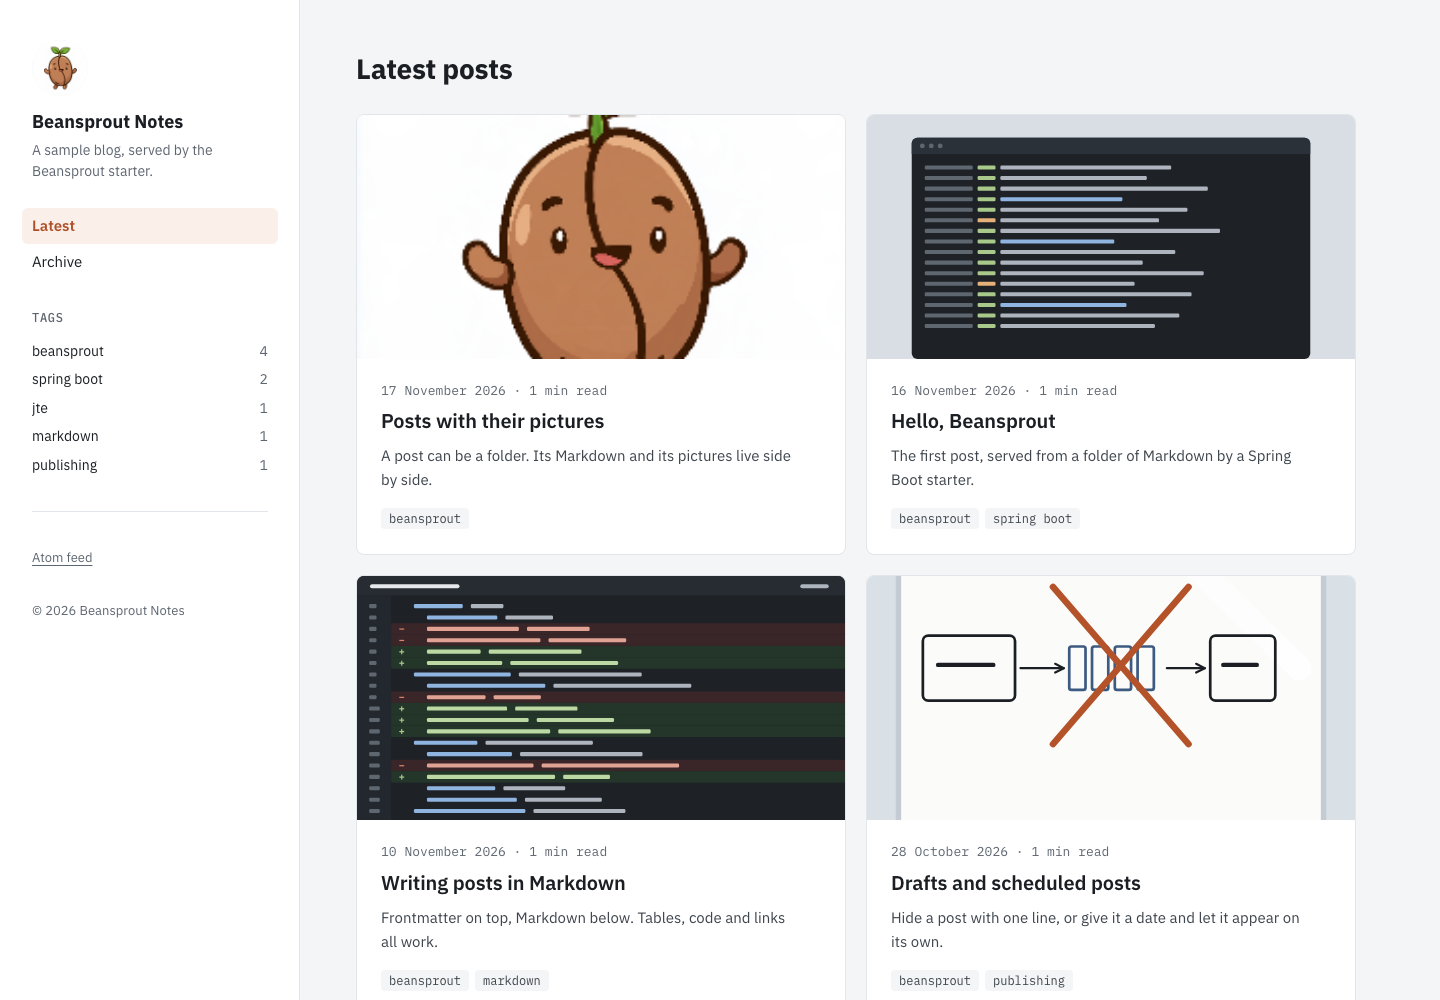 Beansprout Notes
A sample blog, served by the
Beansprout starter.
Latest
Archive
TAGS
beansprout 4
spring boot 2
jte 1
markdown 1
publishing 1
Atom feed
© 2026 Beansprout Notes
Latest posts
17 November 2026 · 1 min read
Posts with their pictures
A post can be a folder. Its Markdown and its pictures live side
by side.
beansprout
16 November 2026 · 1 min read
Hello, Beansprout
The first post, served from a folder of Markdown by a Spring
Boot starter.
beansprout spring boot
10 November 2026 · 1 min read
Writing posts in Markdown
Frontmatter on top, Markdown below. Tables, code and links
all work.
beansprout markdown
28 October 2026 · 1 min read
Drafts and scheduled posts
Hide a post with one line, or give it a date and let it appear on
its own.
beansprout publishing